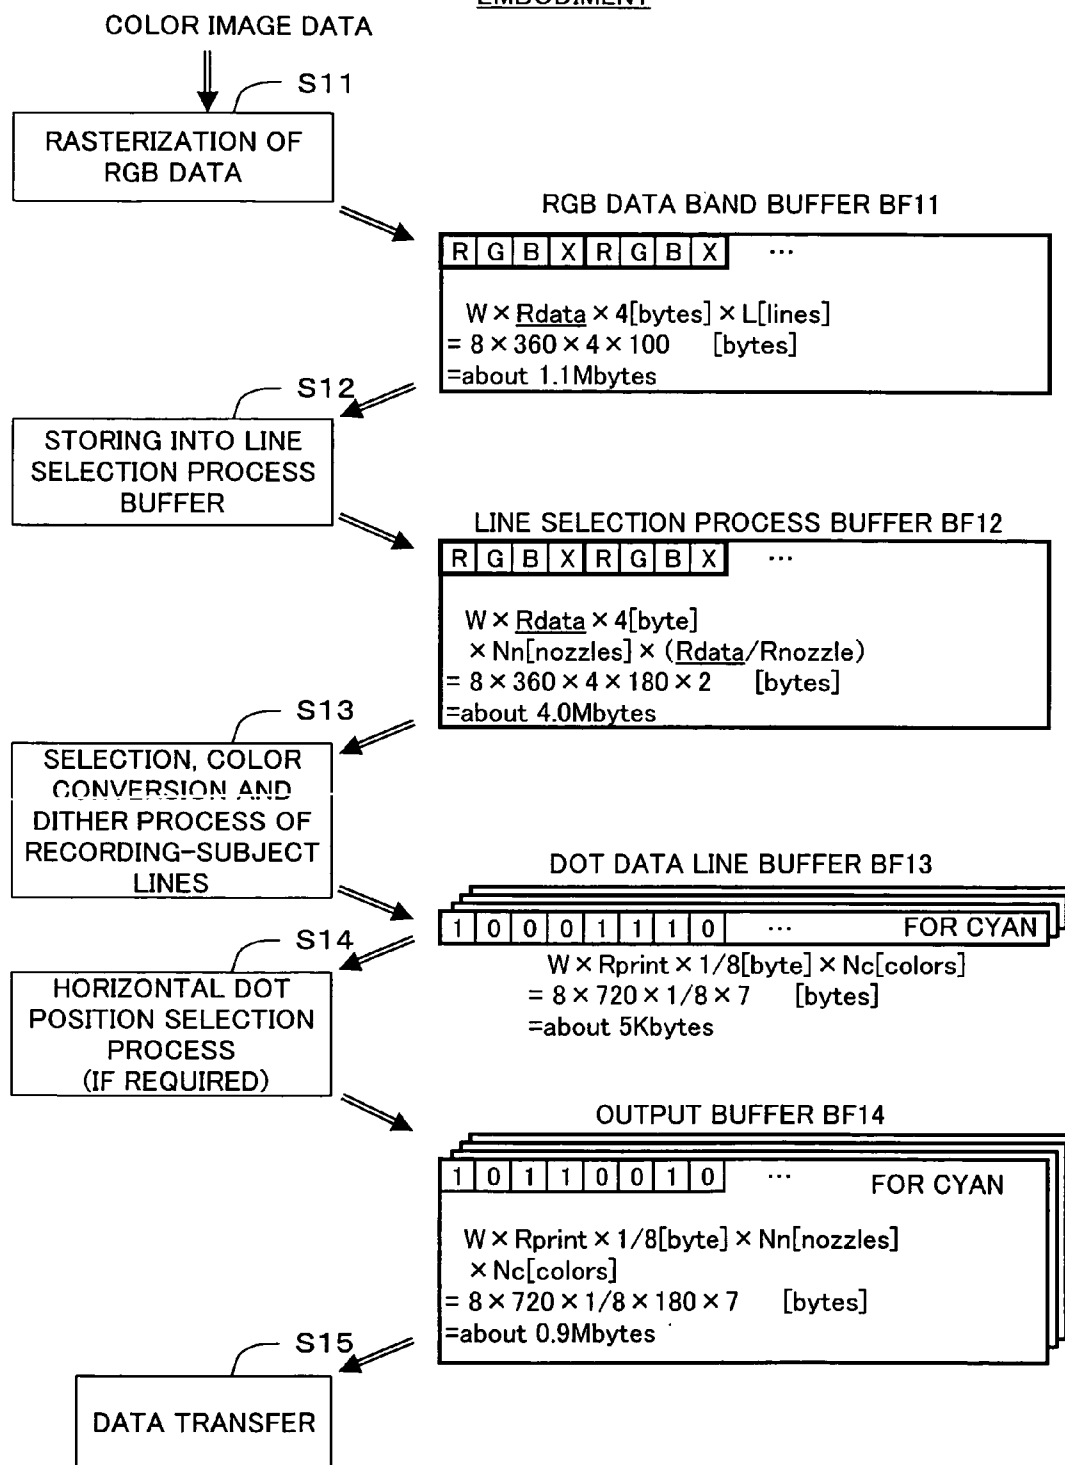 EMBODIMENT
COLOR IMAGE DATA
S11
RASTERIZATION OF
RGB DATA
RGB DATA BAND BUFFER BF11
R G B X R G B X ...
W × Rdata × 4[bytes] × L[lines]
= 8 × 360 × 4 × 100 [bytes]
=about 1.1Mbytes
S12
STORING INTO LINE
SELECTION PROCESS
BUFFER
LINE SELECTION PROCESS BUFFER BF12
R G B X R G B X ...
W × Rdata × 4[byte]
× Nn[nozzles] × (Rdata/Rnozzle)
= 8 × 360 × 4 × 180 × 2 [bytes]
=about 4.0Mbytes
S13
SELECTION, COLOR
CONVERSION AND
DITHER PROCESS OF
RECORDING-SUBJECT
LINES
DOT DATA LINE BUFFER BF13
1 0 0 0 1 1 1 0 ... FOR CYAN
W × Rprint × 1/8[byte] × Nc[colors]
= 8 × 720 × 1/8 × 7 [bytes]
=about 5Kbytes
S14
HORIZONTAL DOT
POSITION SELECTION
PROCESS
(IF REQUIRED)
OUTPUT BUFFER BF14
1 0 1 1 0 0 1 0 ... FOR CYAN
W × Rprint × 1/8[byte] × Nn[nozzles]
× Nc[colors]
= 8 × 720 × 1/8 × 180 × 7 [bytes]
=about 0.9Mbytes
S15
DATA TRANSFER